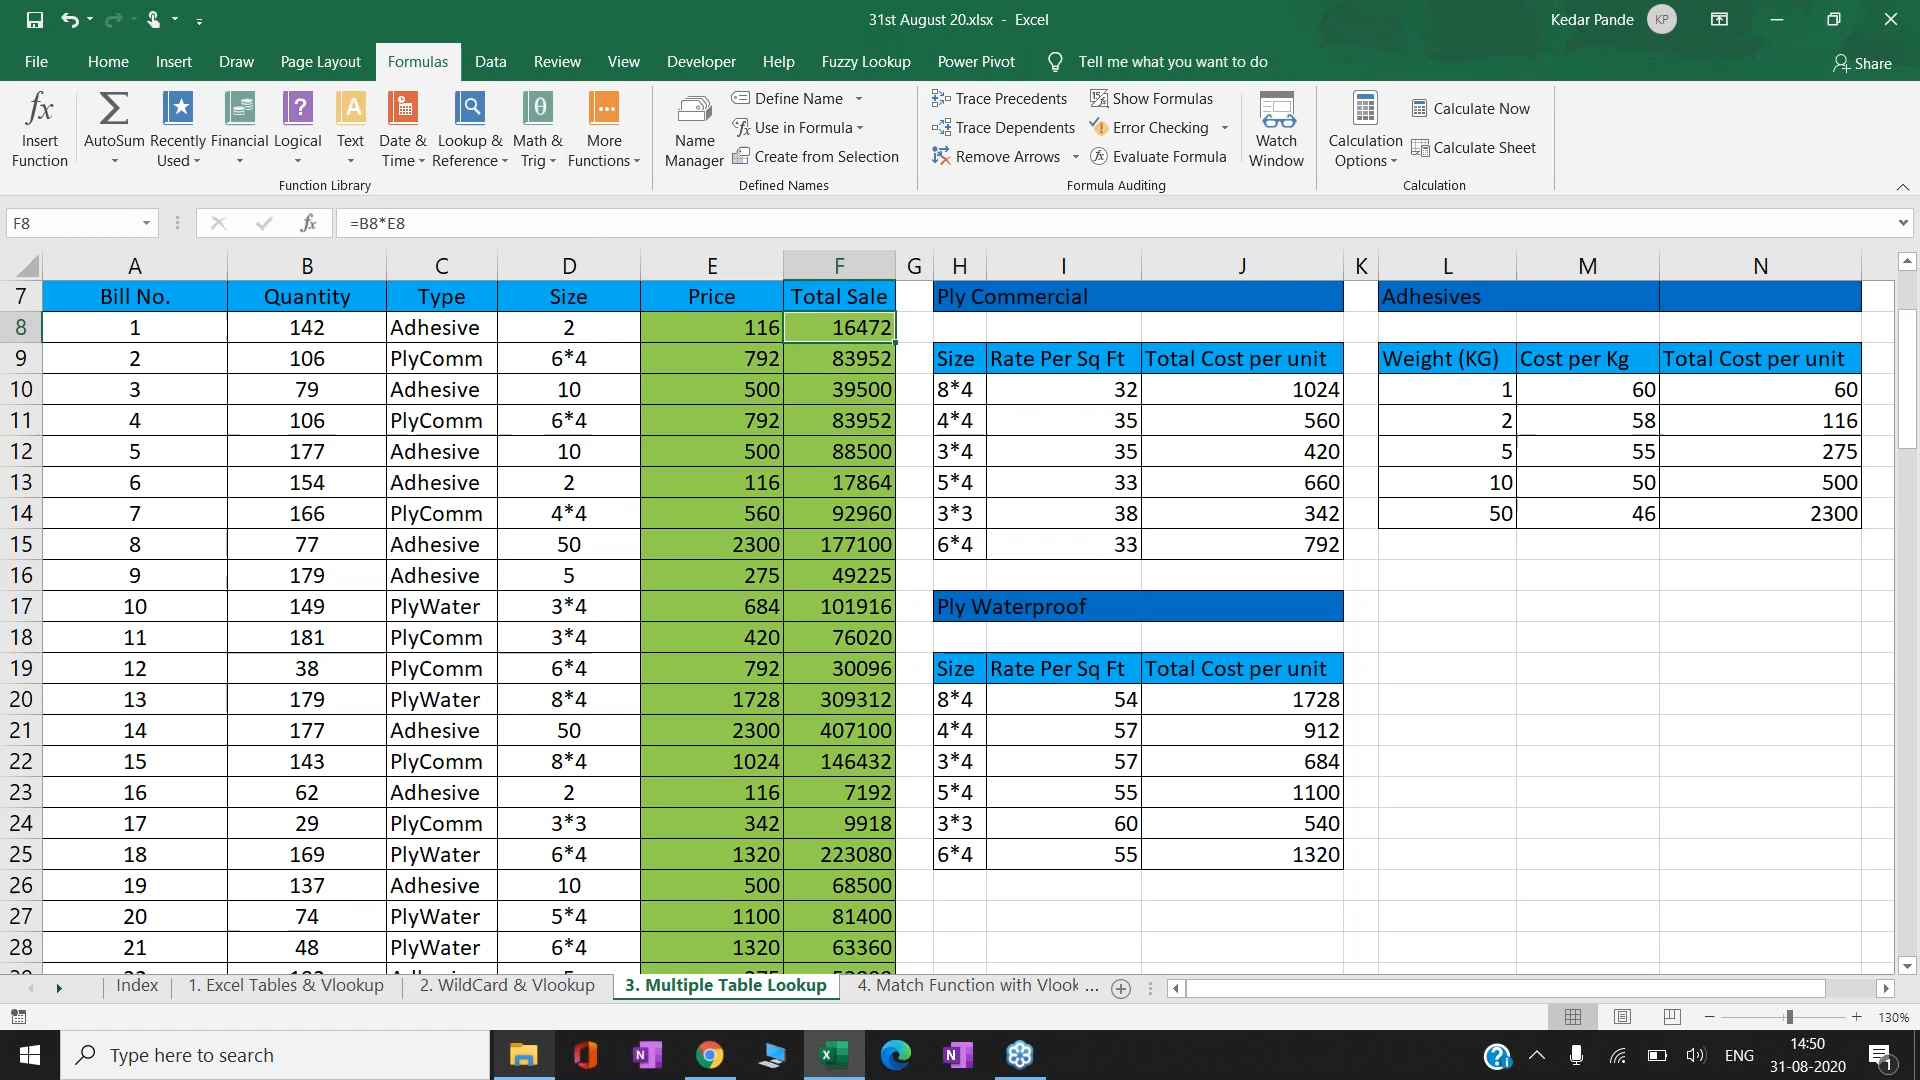 31st August 20.xlsx - Excel
Kedar Pande KP
File Home Insert Draw Page Layout Formulas Data Review View Developer Help Fuzzy Lookup Power Pivot Tell me what you want to do Share
Insert Function
AutoSum
Recently Used
Financial
Logical
Text
Date & Time
Lookup & Reference
Math & Trig
More Functions
Function Library
Name Manager
Define Name
Use in Formula
Create from Selection
Defined Names
Trace Precedents
Trace Dependents
Remove Arrows
Show Formulas
Error Checking
Evaluate Formula
Formula Auditing
Watch Window
Calculation Options
Calculate Now
Calculate Sheet
Calculation
F8 fx =B8*E8
A B C D E F G H I J K L M N
7 Bill No. Quantity Type Size Price Total Sale Ply Commercial Adhesives
8 1 142 Adhesive 2 116 16472
9 2 106 PlyComm 6*4 792 83952 Size Rate Per Sq Ft Total Cost per unit Weight (KG) Cost per Kg Total Cost per unit
10 3 79 Adhesive 10 500 39500 8*4 32 1024 1 60 60
11 4 106 PlyComm 6*4 792 83952 4*4 35 560 2 58 116
12 5 177 Adhesive 10 500 88500 3*4 35 420 5 55 275
13 6 154 Adhesive 2 116 17864 5*4 33 660 10 50 500
14 7 166 PlyComm 4*4 560 92960 3*3 38 342 50 46 2300
15 8 77 Adhesive 50 2300 177100 6*4 33 792
16 9 179 Adhesive 5 275 49225
17 10 149 PlyWater 3*4 684 101916 Ply Waterproof
18 11 181 PlyComm 3*4 420 76020
19 12 38 PlyComm 6*4 792 30096 Size Rate Per Sq Ft Total Cost per unit
20 13 179 PlyWater 8*4 1728 309312 8*4 54 1728
21 14 177 Adhesive 50 2300 407100 4*4 57 912
22 15 143 PlyComm 8*4 1024 146432 3*4 57 684
23 16 62 Adhesive 2 116 7192 5*4 55 1100
24 17 29 PlyComm 3*3 342 9918 3*3 60 540
25 18 169 PlyWater 6*4 1320 223080 6*4 55 1320
26 19 137 Adhesive 10 500 68500
27 20 74 PlyWater 5*4 1100 81400
28 21 48 PlyWater 6*4 1320 63360
Index 1. Excel Tables & Vlookup 2. WildCard & Vlookup 3. Multiple Table Lookup 4. Match Function with Vlook ...
130%
Type here to search
ENG
14:50
31-08-2020
1